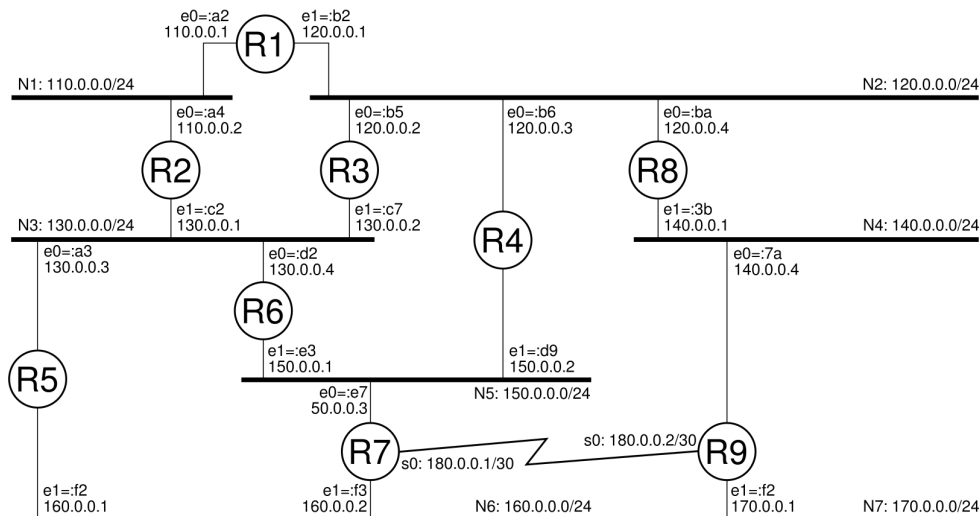 e0=:a2
110.0.0.1
R1
e1=:b2
120.0.0.1
N1: 110.0.0.0/24
N2: 120.0.0.0/24
e0=:a4
110.0.0.2
e0=:b5
120.0.0.2
e0=:b6
120.0.0.3
e0=:ba
120.0.0.4
R2
R3
R8
e1=:c2
130.0.0.1
e1=:c7
130.0.0.2
e1=:3b
140.0.0.1
N3: 130.0.0.0/24
N4: 140.0.0.0/24
R4
e0=:a3
130.0.0.3
e0=:d2
130.0.0.4
e0=:7a
140.0.0.4
R6
e1=:e3
150.0.0.1
e1=:d9
150.0.0.2
R5
e0=:e7
50.0.0.3
N5: 150.0.0.0/24
R7
s0: 180.0.0.1/30
s0: 180.0.0.2/30
R9
e1=:f2
160.0.0.1
e1=:f3
160.0.0.2
N6: 160.0.0.0/24
e1=:f2
170.0.0.1
N7: 170.0.0.0/24